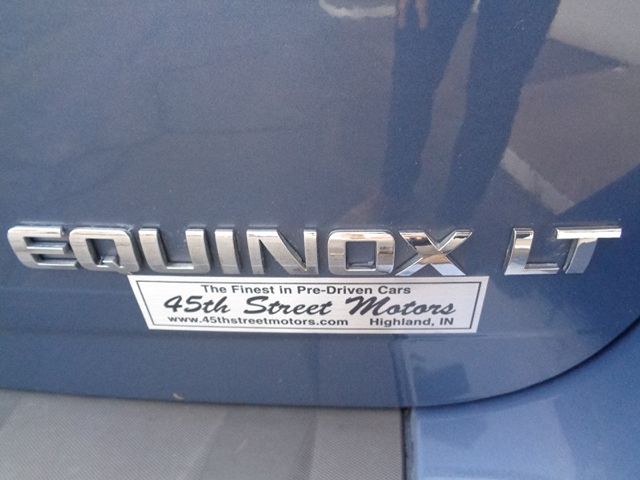 EQUINOX LT
The Finest in Pre-Driven Cars
45th Street Motors
www.45thstreetmotors.com Highland, IN